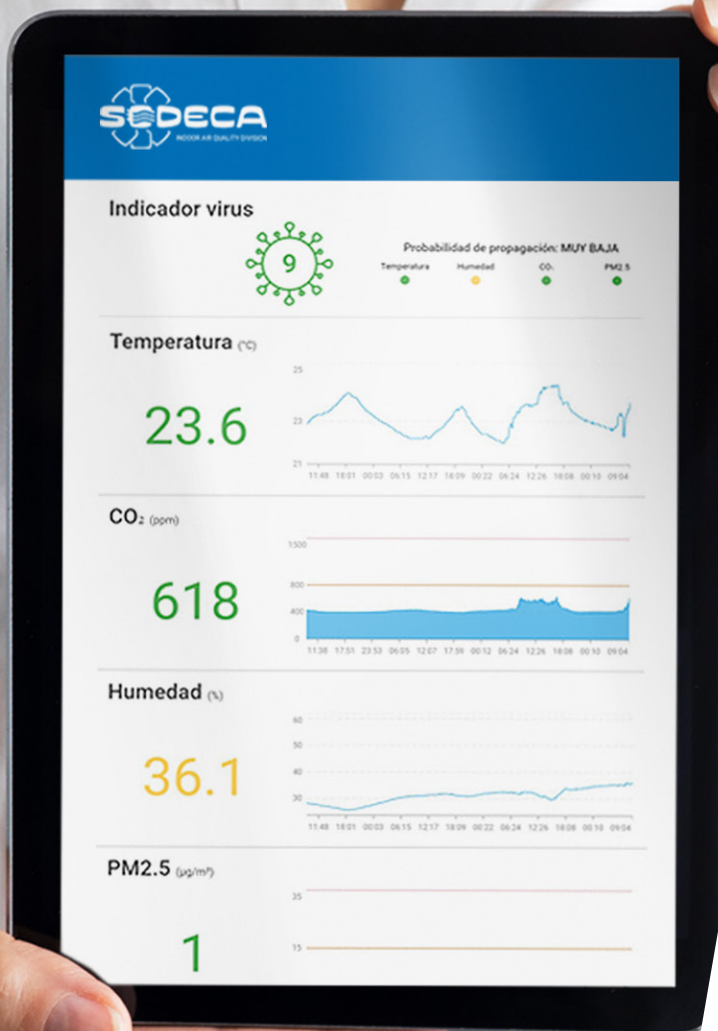 SODECA
INDOOR AIR QUALITY DIVISION
Indicador virus
9
Probabilidad de propagación: MUY BAJA
Temperatura Humedad CO₂ PM2.5
Temperatura (°C)
23.6
25
23
21
11:48 18:01 00:03 06:15 12:17 18:09 00:22 06:24 12:26 18:08 00:10 09:04
CO₂ (ppm)
618
1500
800
400
0
11:38 17:51 23:53 06:05 12:07 17:59 00:12 06:24 12:26 18:08 00:10 09:04
Humedad (%)
36.1
60
50
40
30
11:48 18:01 00:03 06:15 12:17 18:09 00:22 06:24 12:26 18:08 00:10 09:04
PM2.5 (µg/m³)
1
35
15